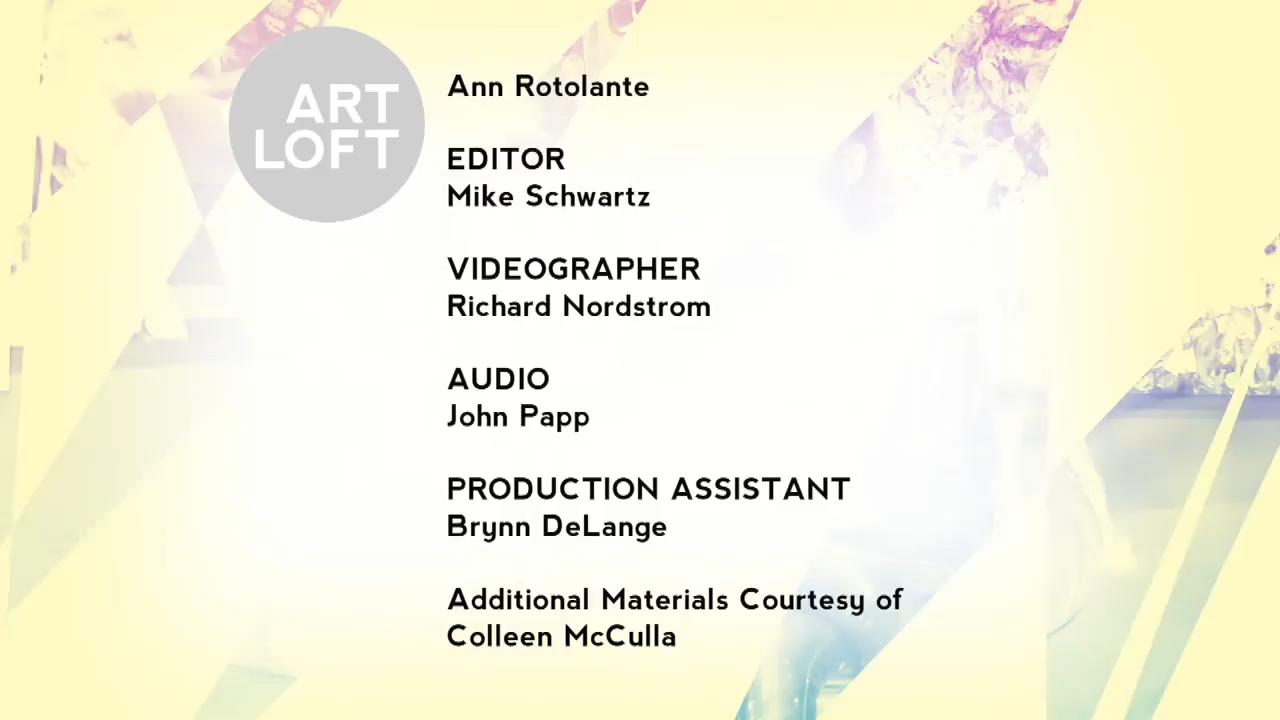 ART
LOFT
Ann Rotolante
EDITOR
Mike Schwartz
VIDEOGRAPHER
Richard Nordstrom
AUDIO
John Papp
PRODUCTION ASSISTANT
Brynn DeLange
Additional Materials Courtesy of
Colleen McCulla